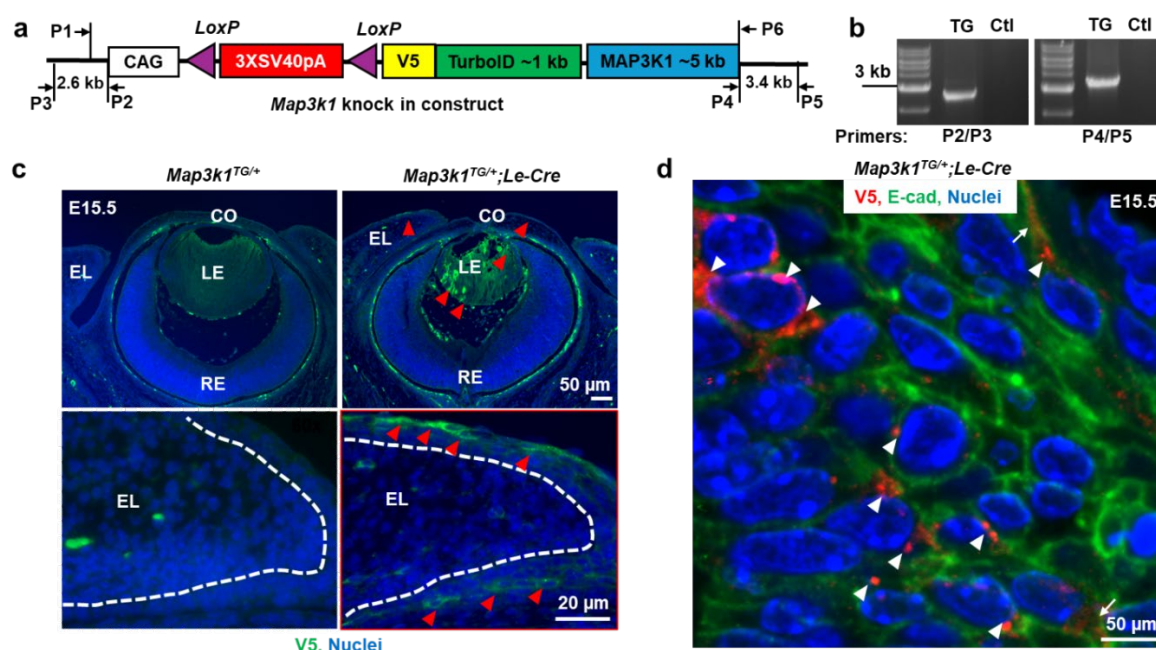 a
P1
LoxP
LoxP
P6
CAG
3XSV40pA
V5
TurboID ~1 kb
MAP3K1 ~5 kb
2.6 kb
3.4 kb
P3
P2
Map3k1 knock in construct
P4
P5
b
TG Ctl TG Ctl
3 kb
Primers: P2/P3 P4/P5
c
Map3k1TG/+
Map3k1TG/+;Le-Cre
E15.5
CO
EL
LE
RE
CO
EL
LE
RE
50 µm
EL
EL
20 µm
V5, Nuclei
d
Map3k1TG/+;Le-Cre
V5, E-cad, Nuclei
E15.5
50 µm